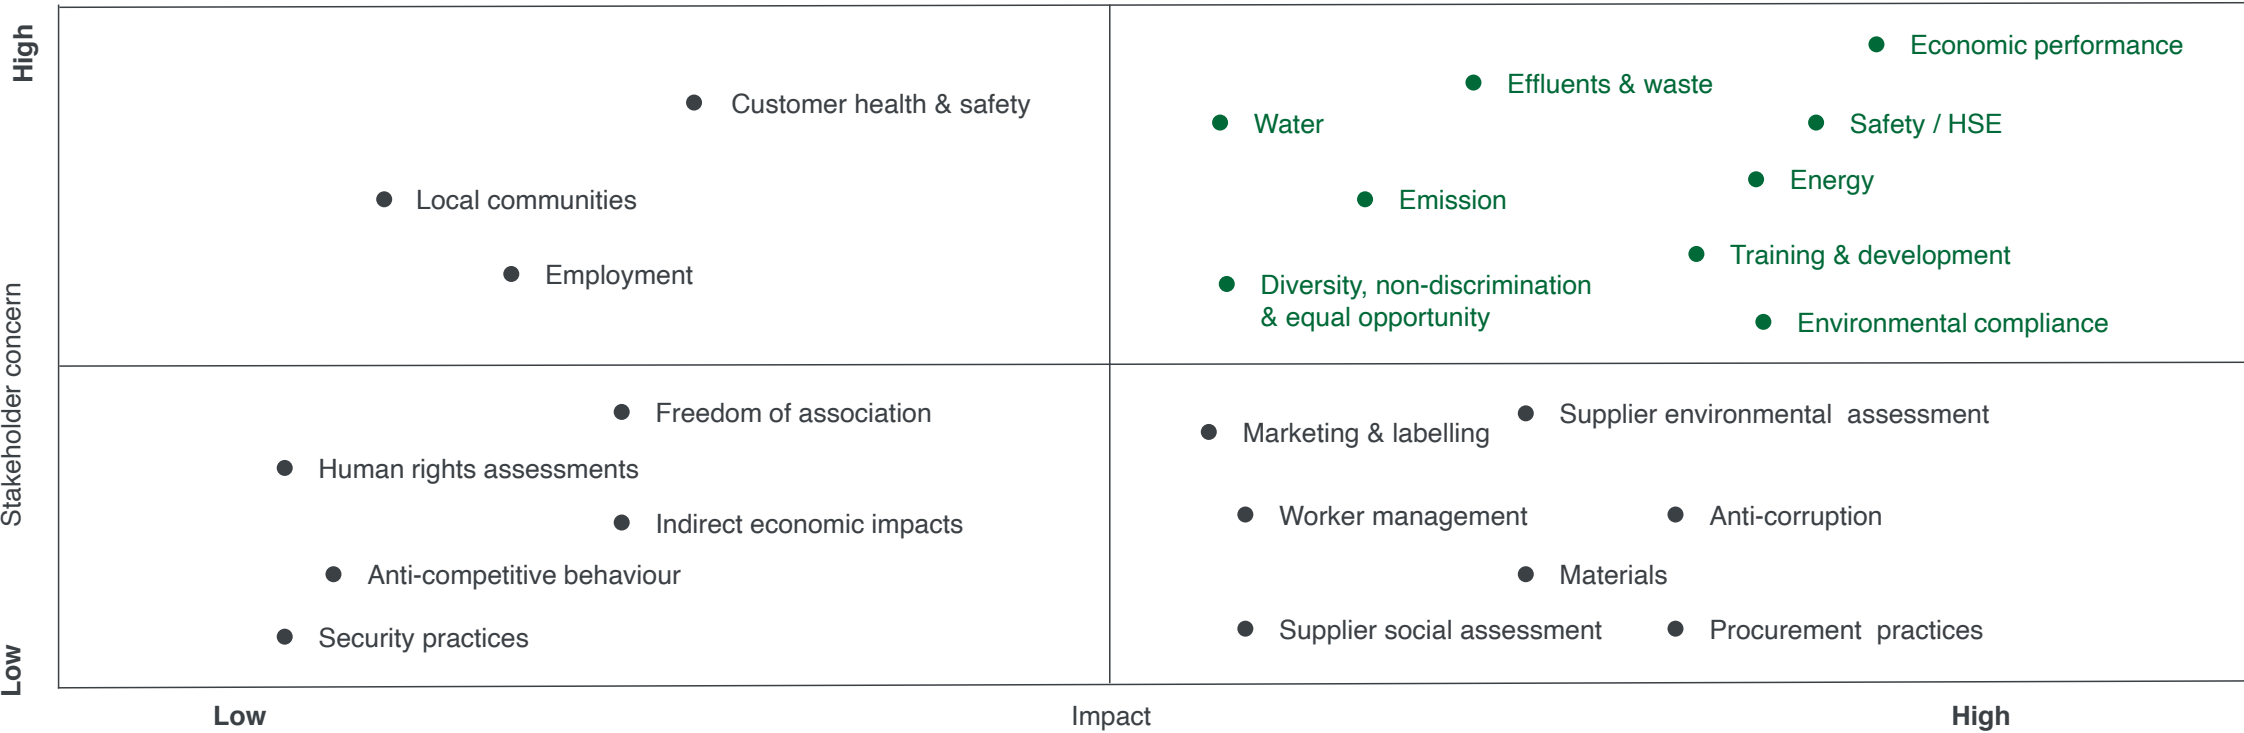 High
Stakeholder concern
Low
Customer health & safety
Local communities
Employment
Economic performance
Effluents & waste
Water
Safety / HSE
Energy
Emission
Training & development
Diversity, non-discrimination
& equal opportunity
Environmental compliance
Freedom of association
Human rights assessments
Indirect economic impacts
Anti-competitive behaviour
Security practices
Supplier environmental  assessment
Marketing & labelling
Worker management
Anti-corruption
Materials
Supplier social assessment
Procurement  practices
Low
Impact
High